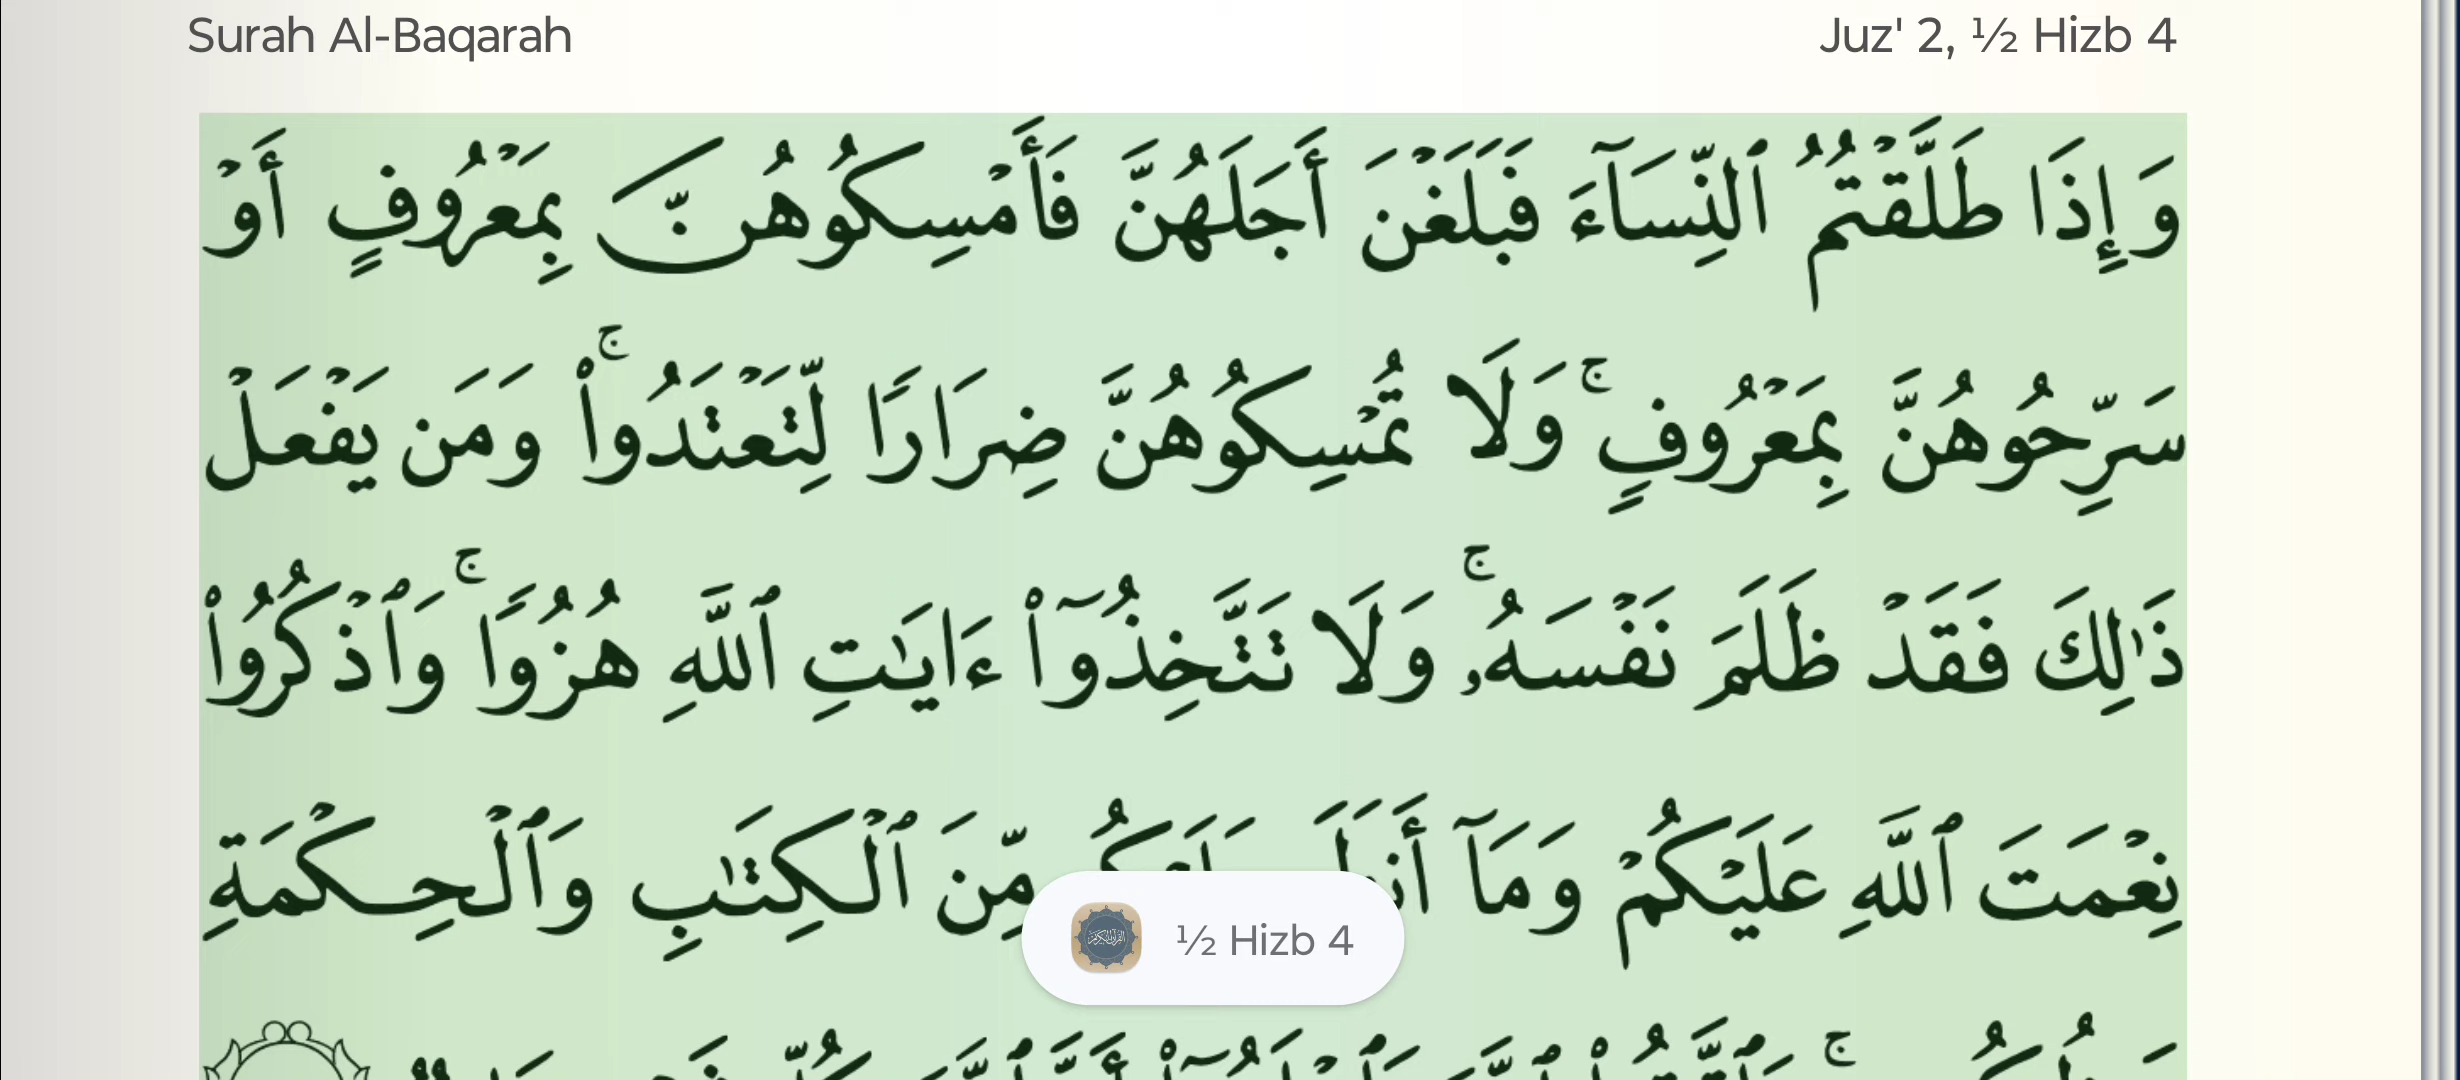 Surah Al-Baqarah
Juz' 2, ½ Hizb 4
وَإِذَا طَلَّقْتُمُ ٱلنِّسَآءَ فَبَلَغْنَ أَجَلَهُنَّ فَأَمْسِكُوهُنَّ بِمَعْرُوفٍ أَوْ
سَرِّحُوهُنَّ بِمَعْرُوفٍ ۚ وَلَا تُمْسِكُوهُنَّ ضِرَارًا لِّتَعْتَدُوا۟ ۚ وَمَن يَفْعَلْ
ذَٰلِكَ فَقَدْ ظَلَمَ نَفْسَهُۥ ۚ وَلَا تَتَّخِذُوٓا۟ ءَايَـٰتِ ٱللَّهِ هُزُوًا ۚ وَٱذْكُرُوا۟
نِعْمَتَ ٱللَّهِ عَلَيْكُمْ وَمَآ مِّنَ ٱلْكِتَـٰبِ وَٱلْحِكْمَةِ
½ Hizb 4